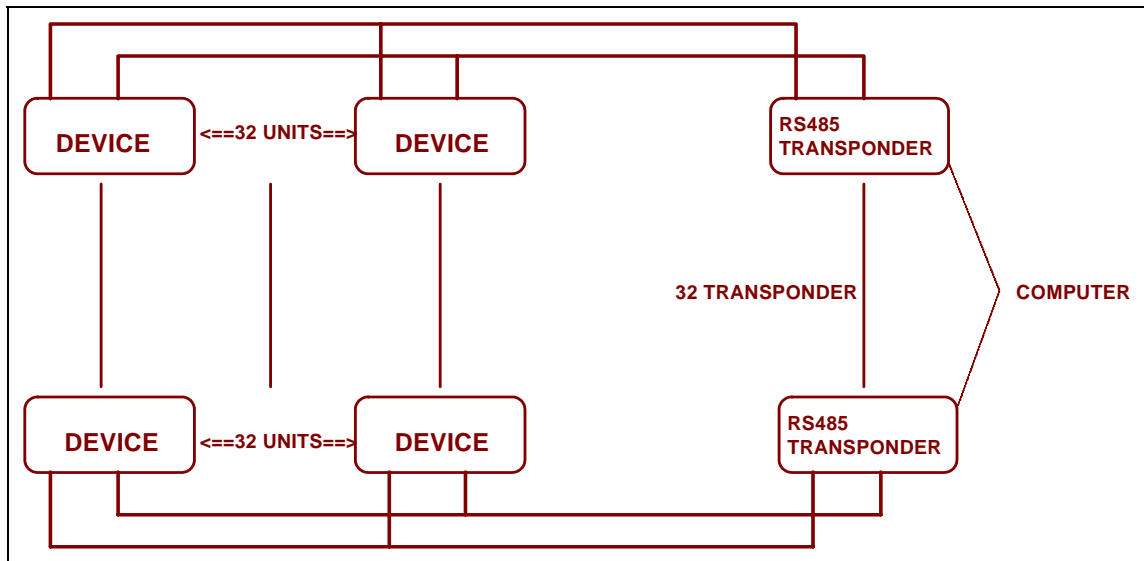 DEVICE
<==32 UNITS==>
DEVICE
RS485
TRANSPONDER
32 TRANSPONDER
COMPUTER
DEVICE
<==32 UNITS==>
DEVICE
RS485
TRANSPONDER